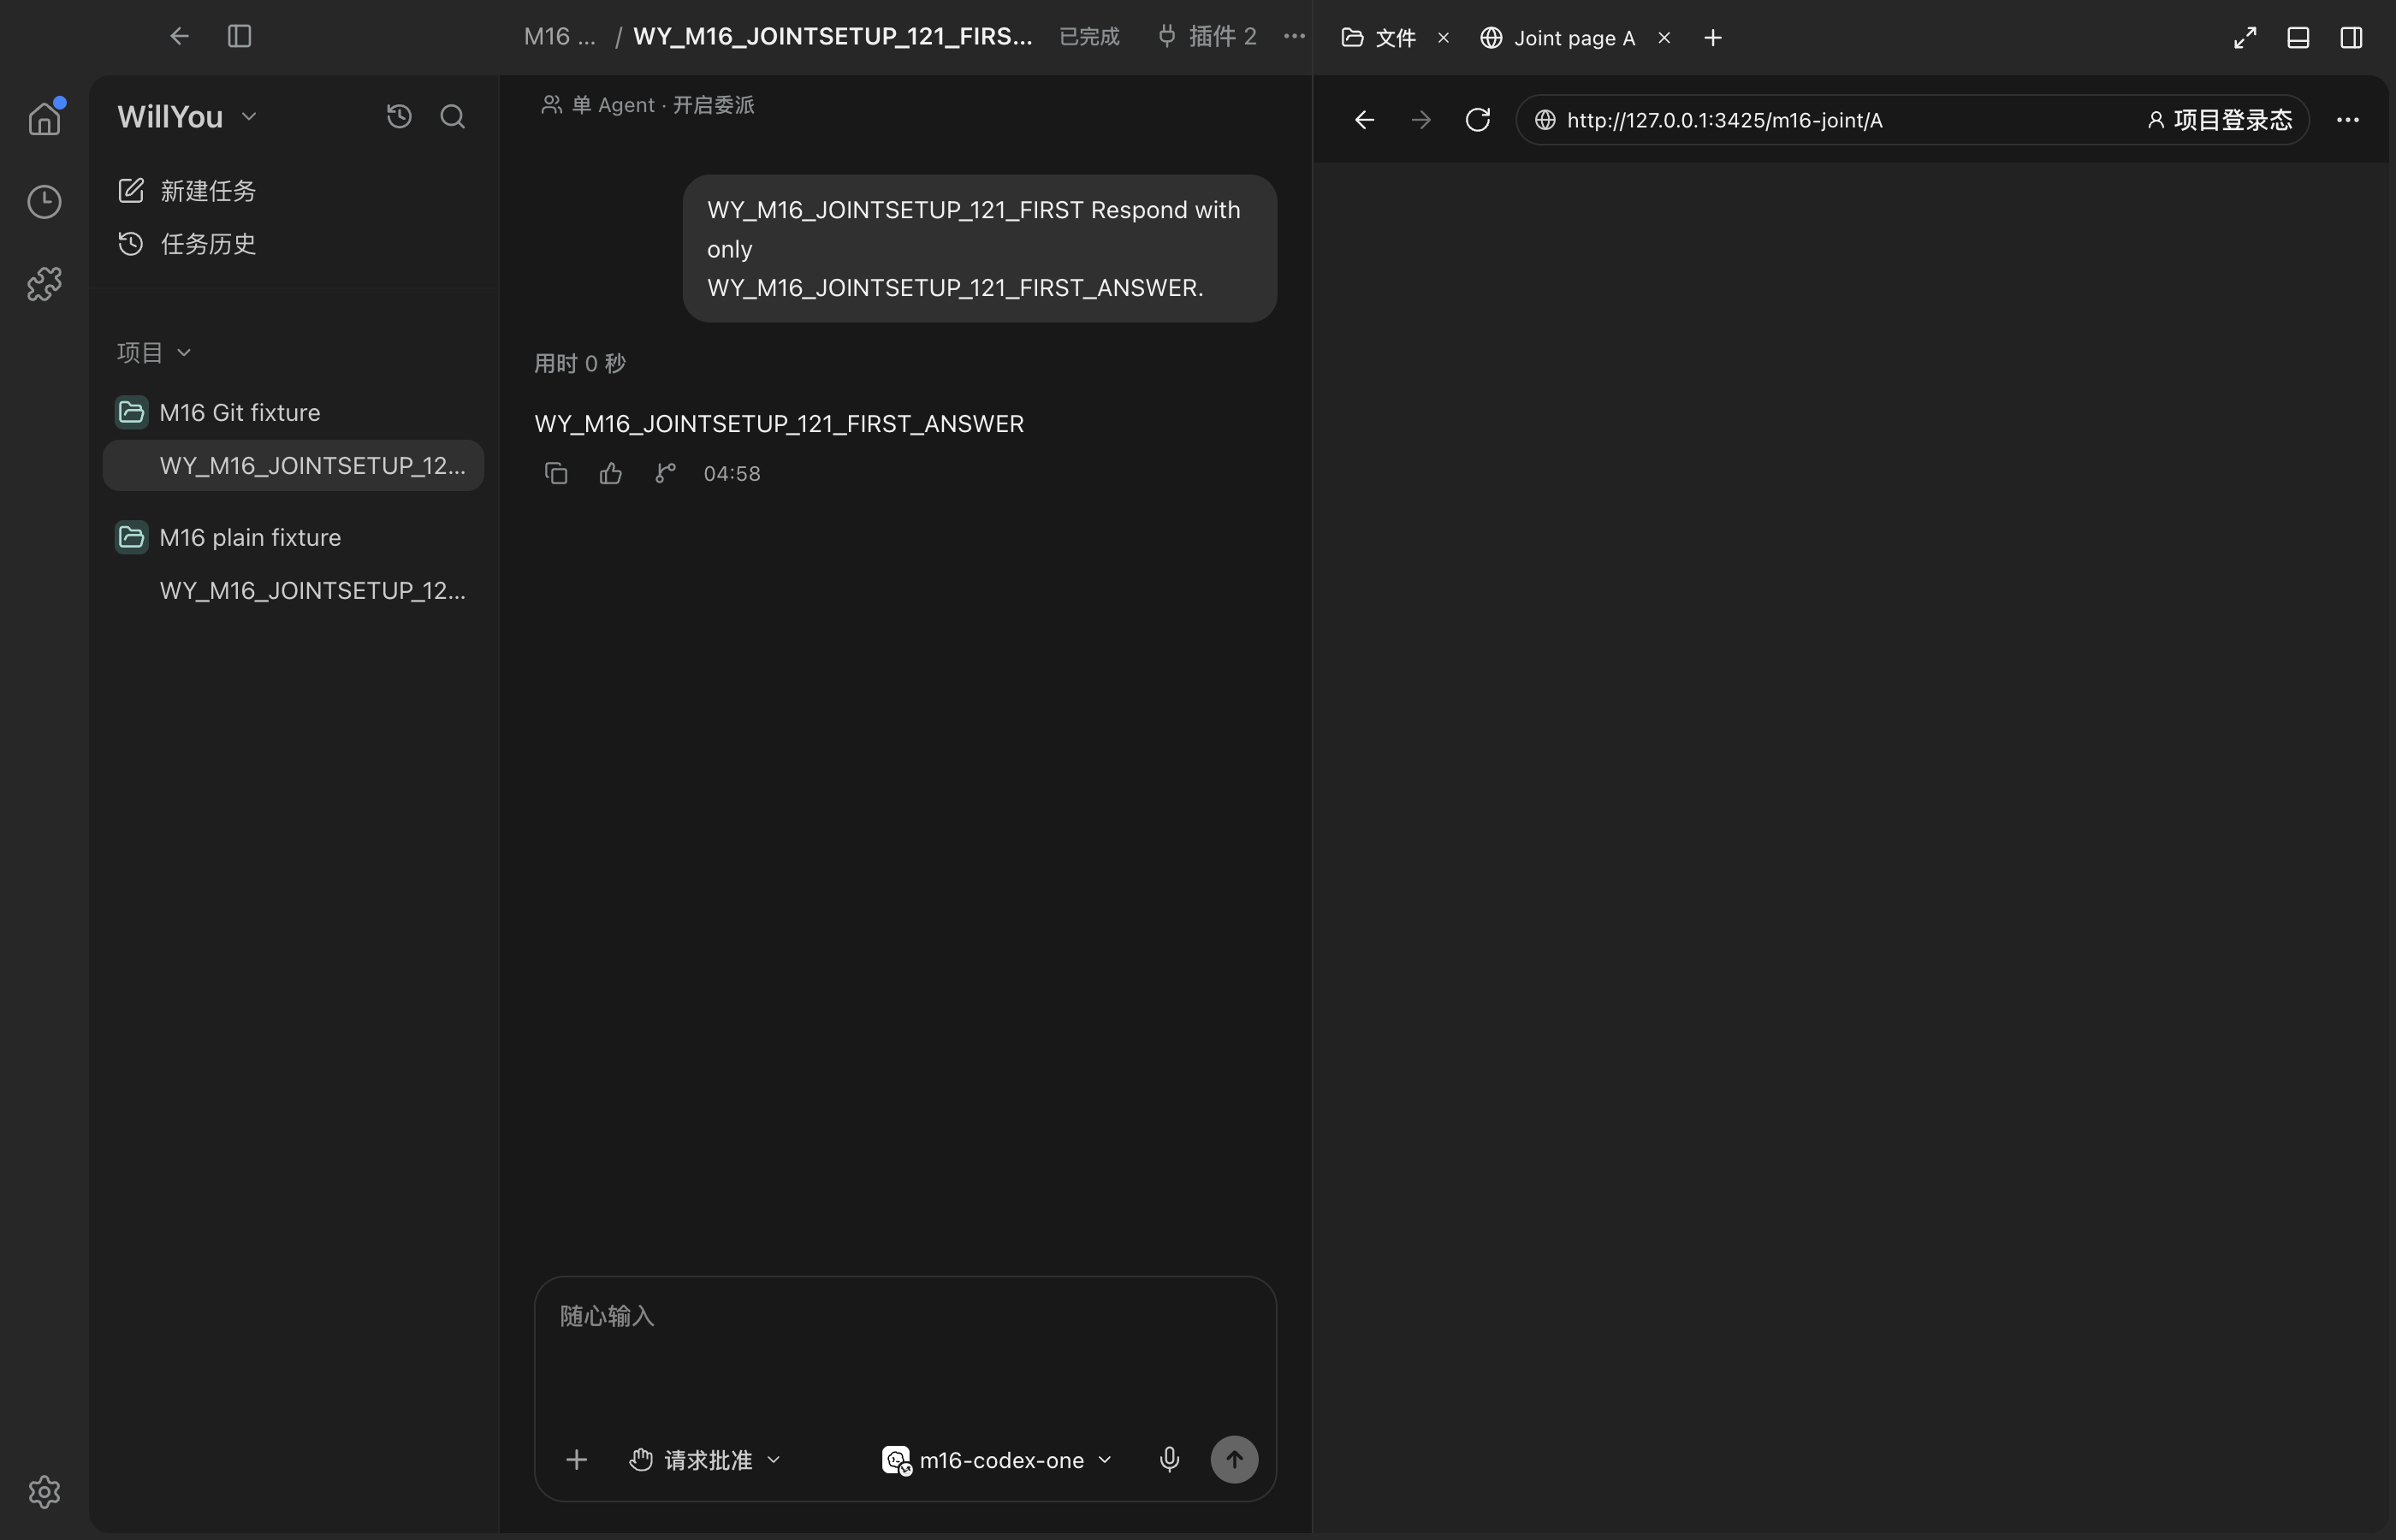 M16 ... / WY_M16_JOINTSETUP_121_FIRS... 已完成 插件 2
文件
Joint page A
WillYou
新建任务
任务历史
项目
M16 Git fixture
WY_M16_JOINTSETUP_12...
M16 plain fixture
WY_M16_JOINTSETUP_12...
单 Agent · 开启委派
WY_M16_JOINTSETUP_121_FIRST Respond with
only
WY_M16_JOINTSETUP_121_FIRST_ANSWER.
用时 0 秒
WY_M16_JOINTSETUP_121_FIRST_ANSWER
04:58
随心输入
请求批准
m16-codex-one
http://127.0.0.1:3425/m16-joint/A
项目登录态